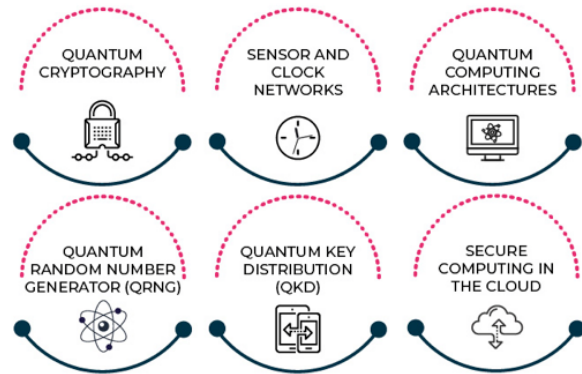 QUANTUM
CRYPTOGRAPHY
SENSOR AND
CLOCK
NETWORKS
QUANTUM
COMPUTING
ARCHITECTURES
QUANTUM
RANDOM NUMBER
GENERATOR (QRNG)
QUANTUM KEY
DISTRIBUTION
(QKD)
SECURE
COMPUTING IN
THE CLOUD